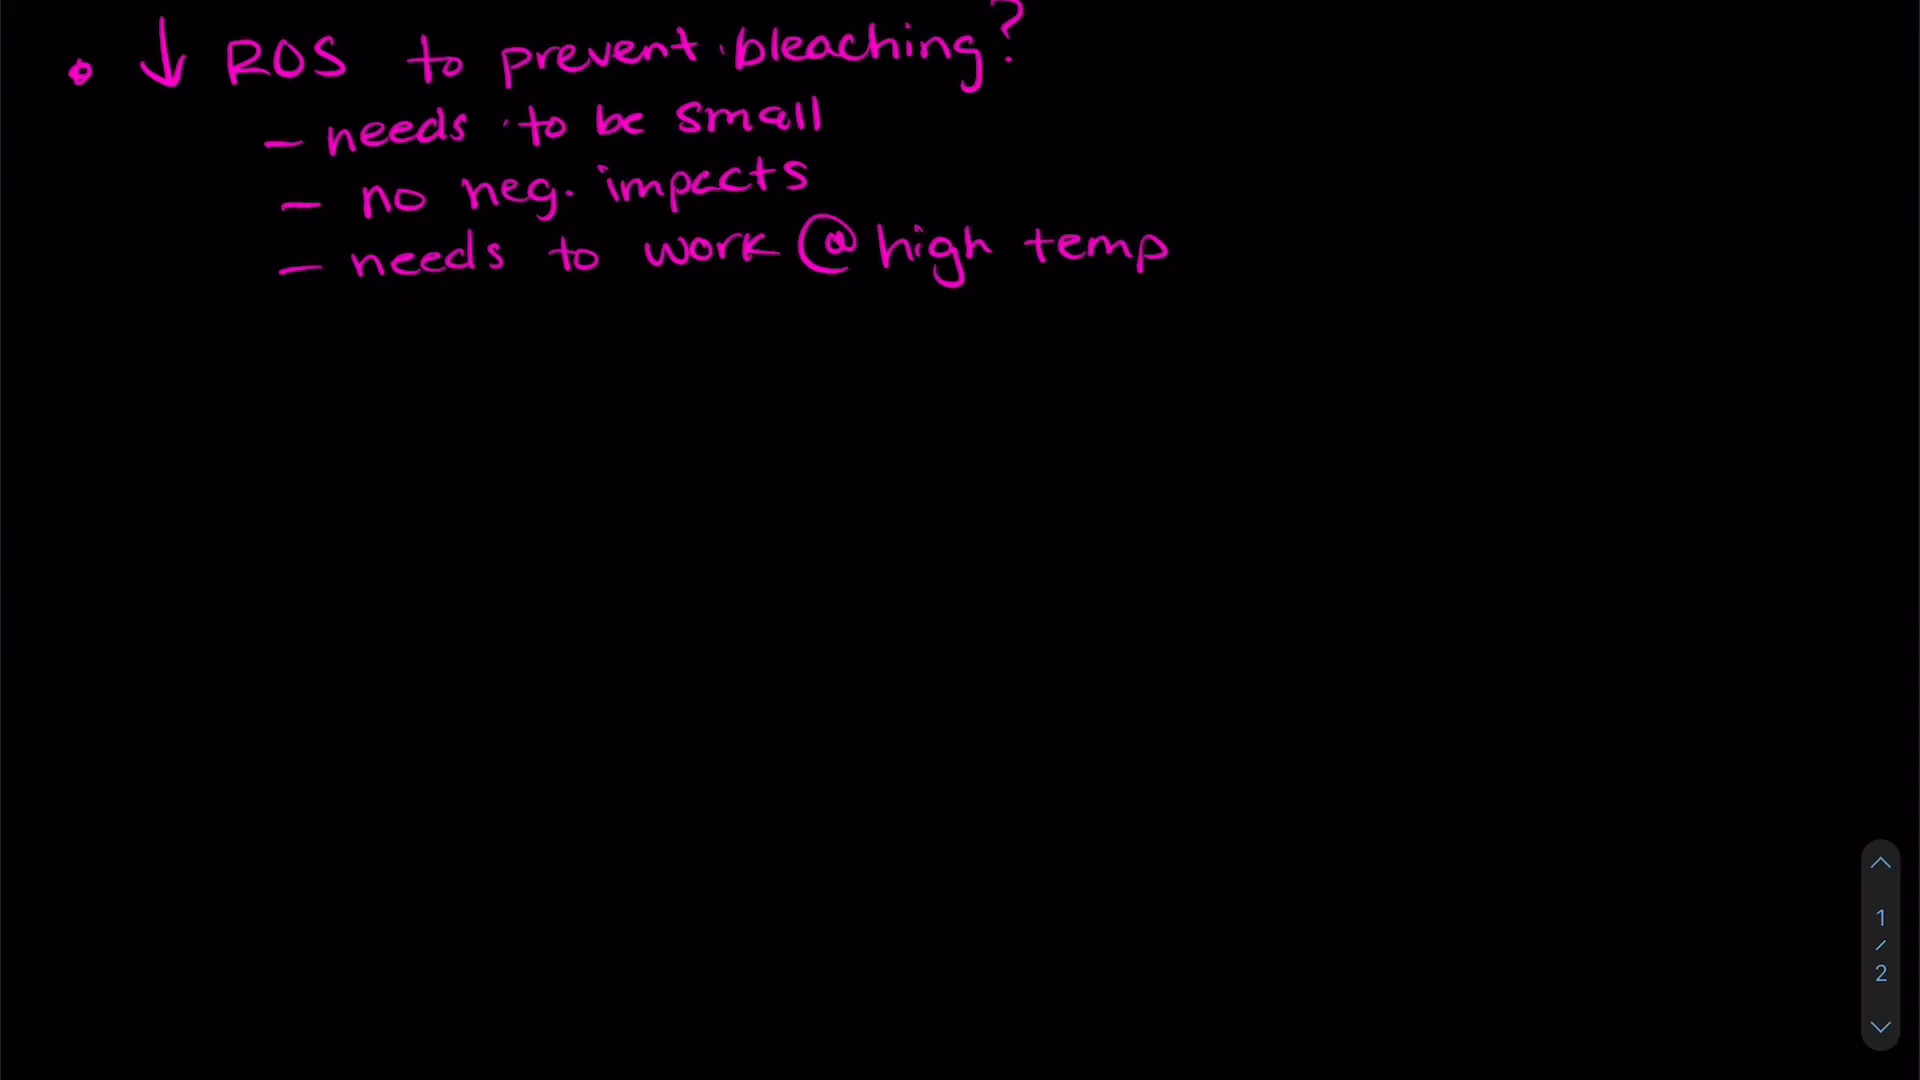 • ↓ ROS to prevent bleaching?
– needs to be small
– no neg. impacts
– needs to work @ high temp
1
/
2